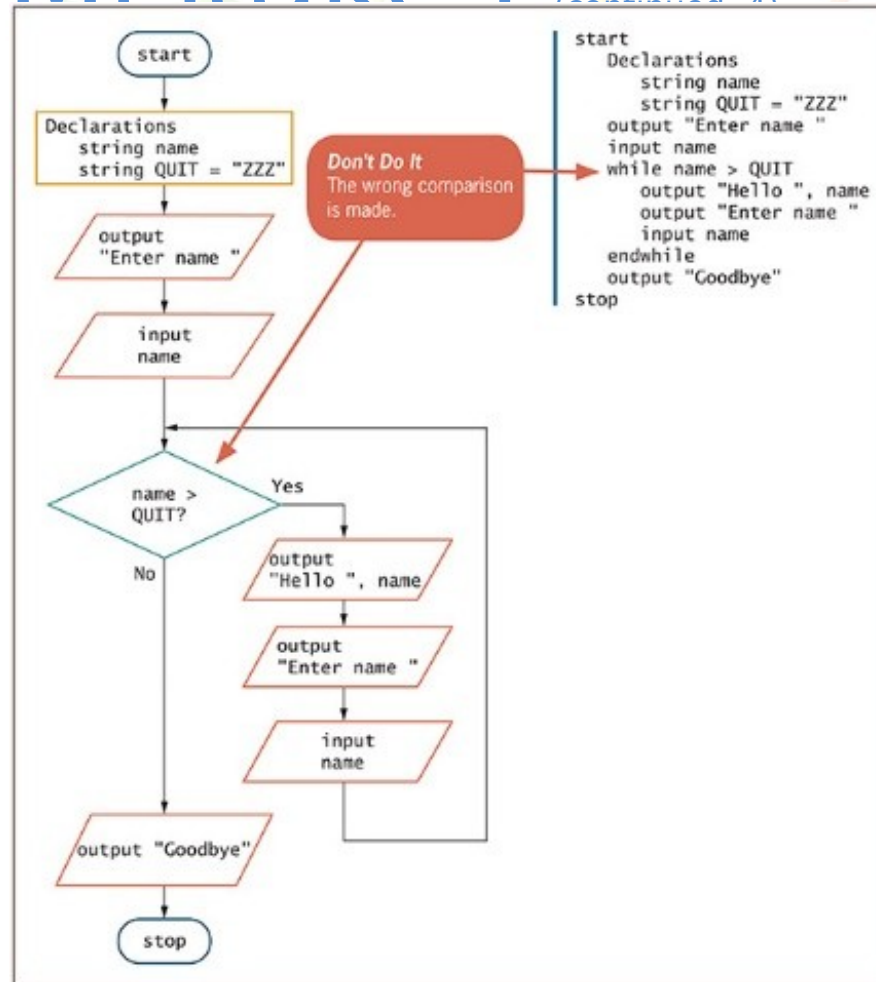 (continued
start
Declarations
string name
string QUIT = "ZZZ"
output
"Enter name "
input
name
name >
QUIT?
Yes
No
output
"Hello ", name
output
"Enter name "
input
name
output "Goodbye"
stop
Don't Do It
The wrong comparison
is made.
start
Declarations
string name
string QUIT = "ZZZ"
output "Enter name "
input name
while name > QUIT
output "Hello ", name
output "Enter name "
input name
endwhile
output "Goodbye"
stop